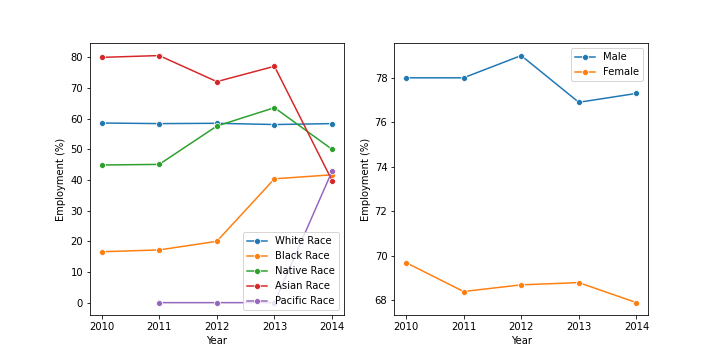 80
70
60
50
40
30
20
10
0
Employment (%)
2010 2011 2012 2013 2014
Year
White Race
Black Race
Native Race
Asian Race
Pacific Race
78
76
74
72
70
68
Employment (%)
2010 2011 2012 2013 2014
Year
Male
Female